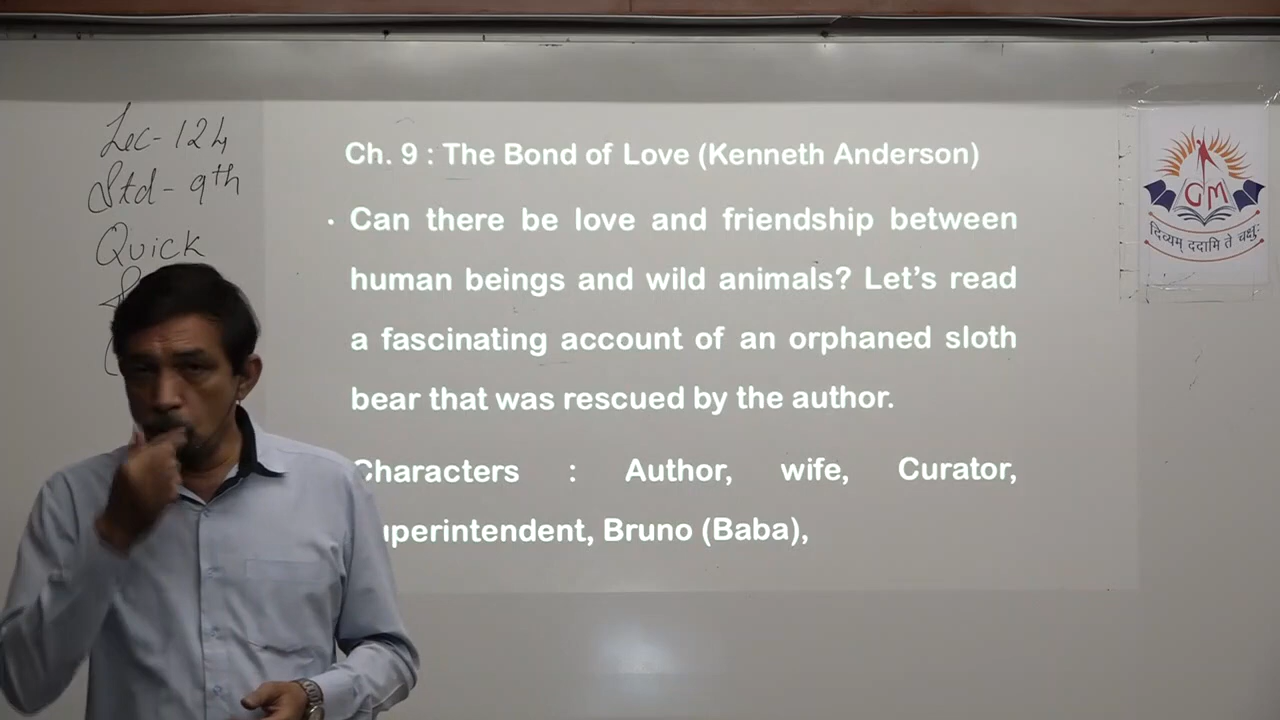 Lec-124
Std-9th
Quick
Ch. 9 : The Bond of Love (Kenneth Anderson)
• Can there be love and friendship between
human beings and wild animals? Let’s read
a fascinating account of an orphaned sloth
bear that was rescued by the author.
Characters : Author, wife, Curator,
uperintendent, Bruno (Baba),
GM
दिव्यम् ददामि ते चक्षुः